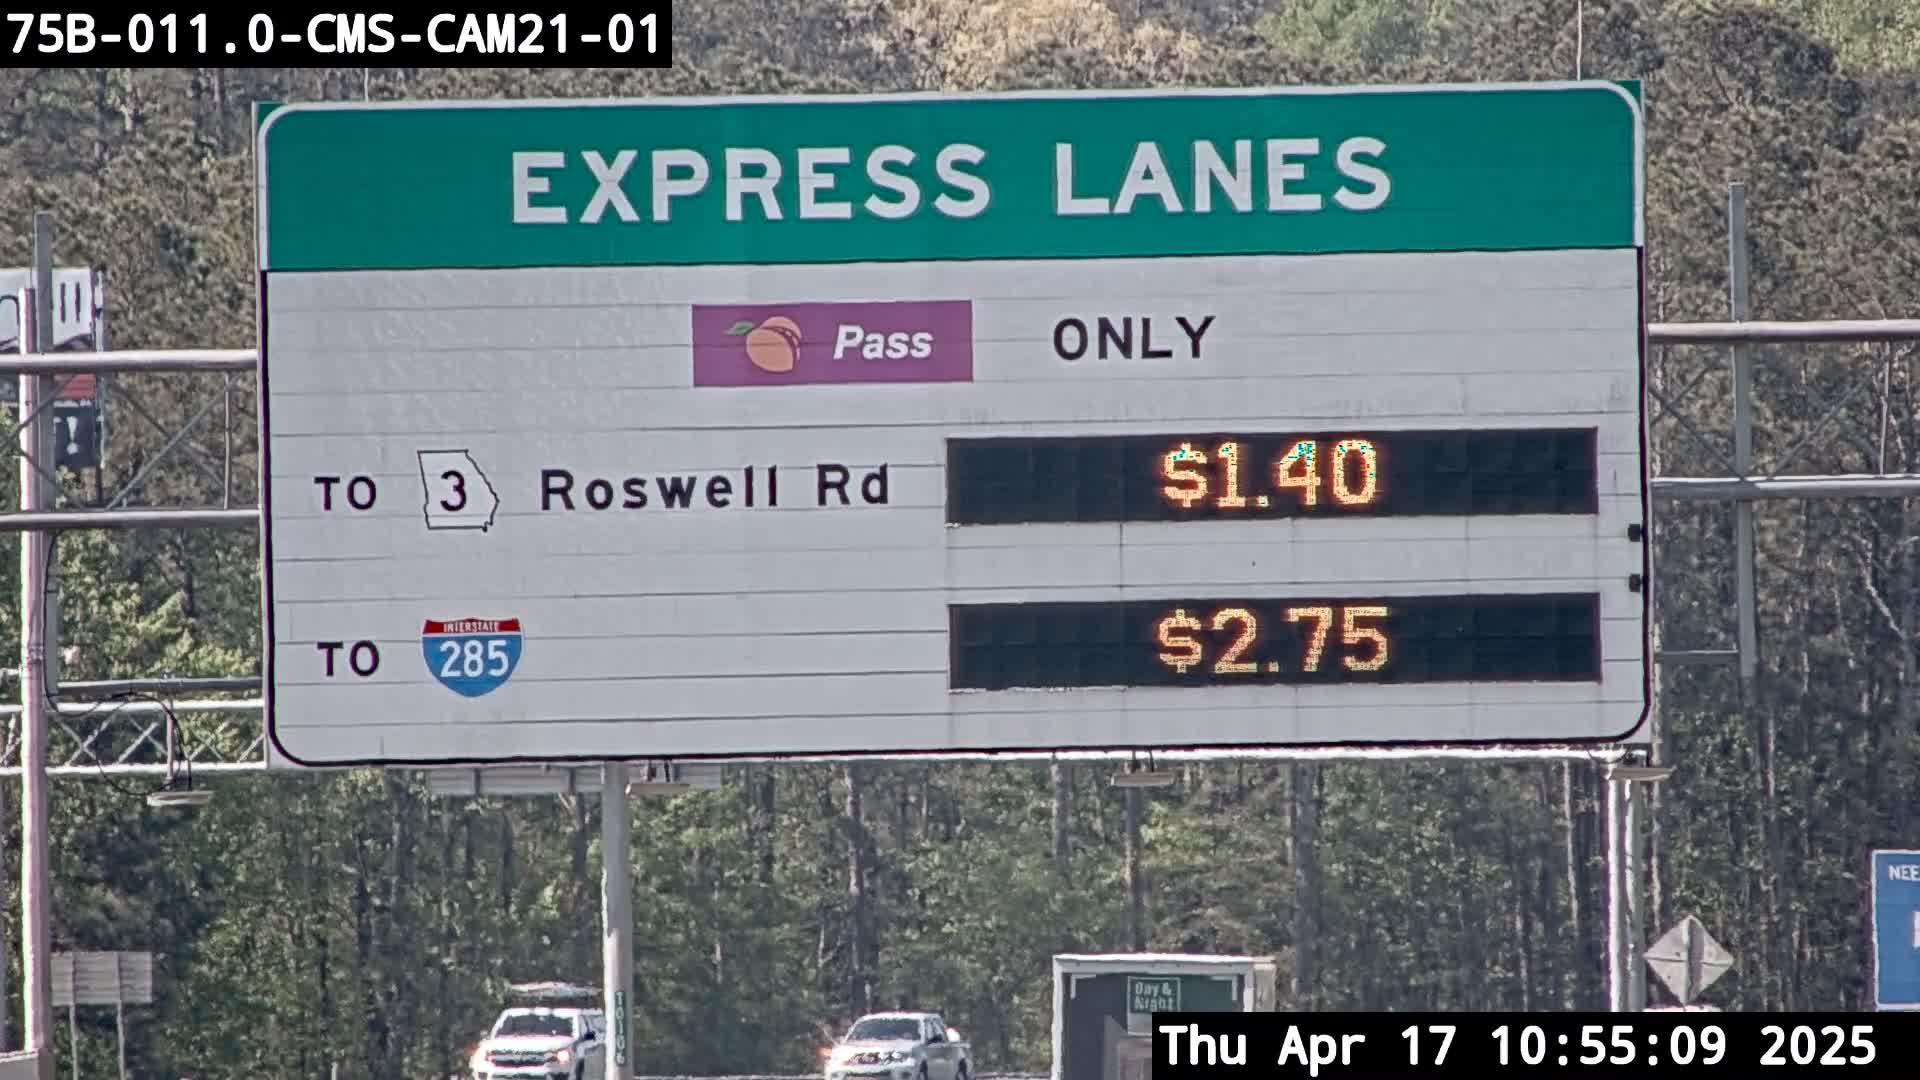 75B-011.0-CMS-CAM21-01
EXPRESS LANES
Pass ONLY
TO 3 Roswell Rd $1.40
INTERSTATE
TO 285 $2.75
NEE
Day &
Night
Thu Apr 17 10:55:09 2025